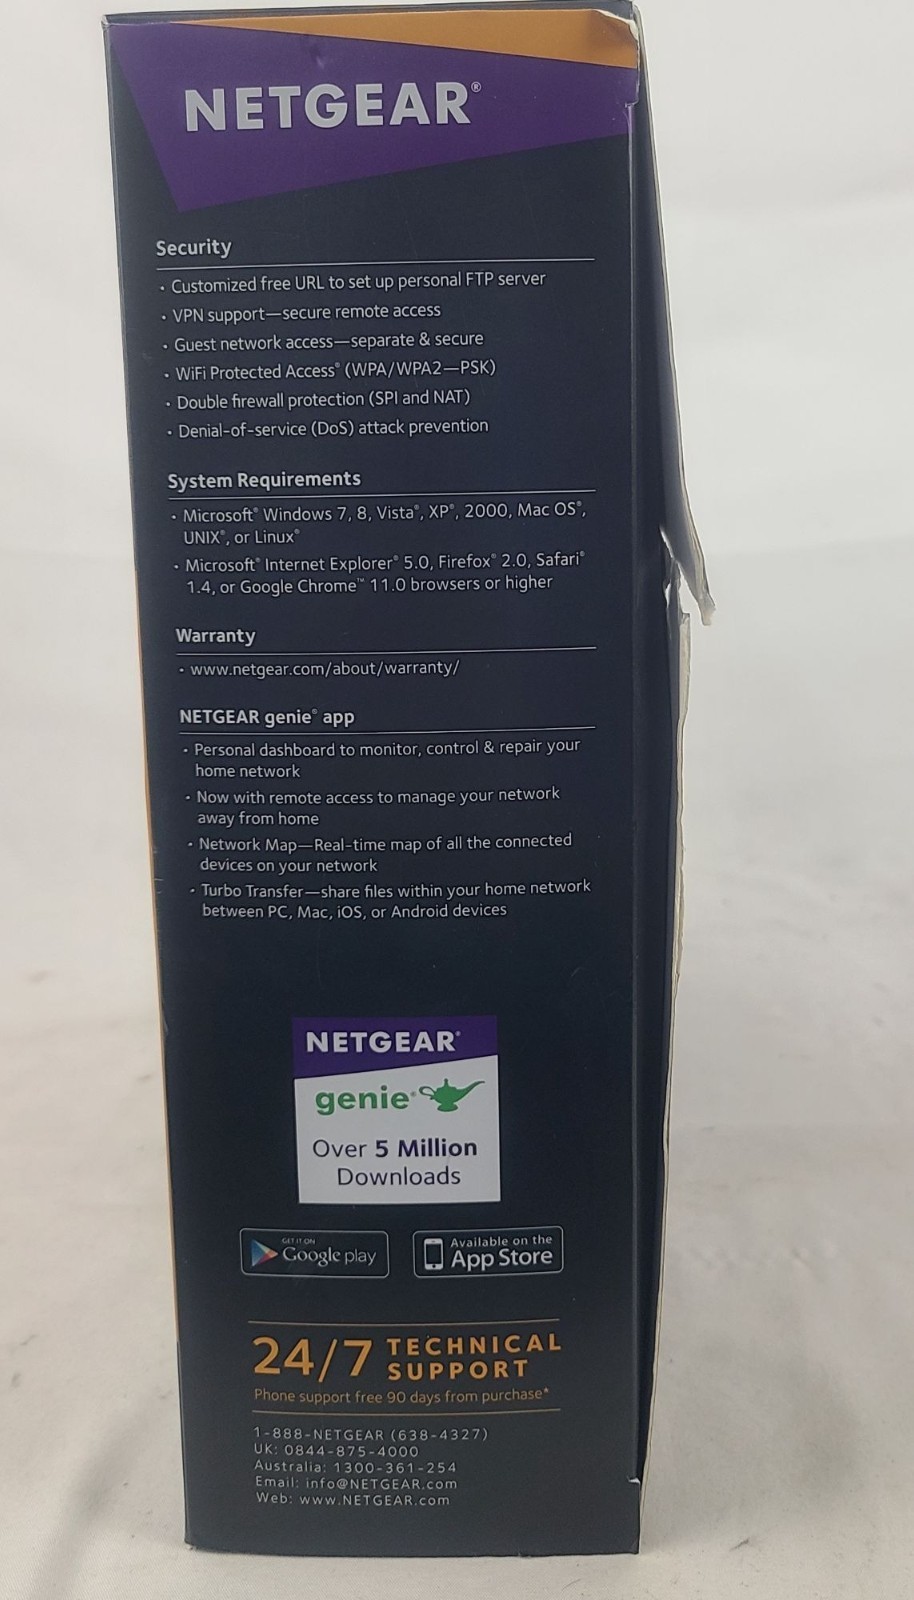 NETGEAR®
Security
• Customized free URL to set up personal FTP server
• VPN support—secure remote access
• Guest network access—separate & secure
• WiFi Protected Access® (WPA/WPA2—PSK)
• Double firewall protection (SPI and NAT)
• Denial-of-service (DoS) attack prevention
System Requirements
• Microsoft® Windows 7, 8, Vista®, XP®, 2000, Mac OS®,
UNIX®, or Linux®
• Microsoft® Internet Explorer® 5.0, Firefox® 2.0, Safari®
1.4, or Google Chrome™ 11.0 browsers or higher
Warranty
• www.netgear.com/about/warranty/
NETGEAR genie® app
• Personal dashboard to monitor, control & repair your
home network
• Now with remote access to manage your network
away from home
• Network Map—Real-time map of all the connected
devices on your network
• Turbo Transfer—share files within your home network
between PC, Mac, iOS, or Android devices
NETGEAR®
genie®
Over 5 Million
Downloads
GET IT ON
Google play
Available on the
App Store
24/7 TECHNICAL
SUPPORT
Phone support free 90 days from purchase*
1-888-NETGEAR (638-4327)
UK: 0844-875-4000
Australia: 1300-361-254
Email: info@NETGEAR.com
Web: www.NETGEAR.com